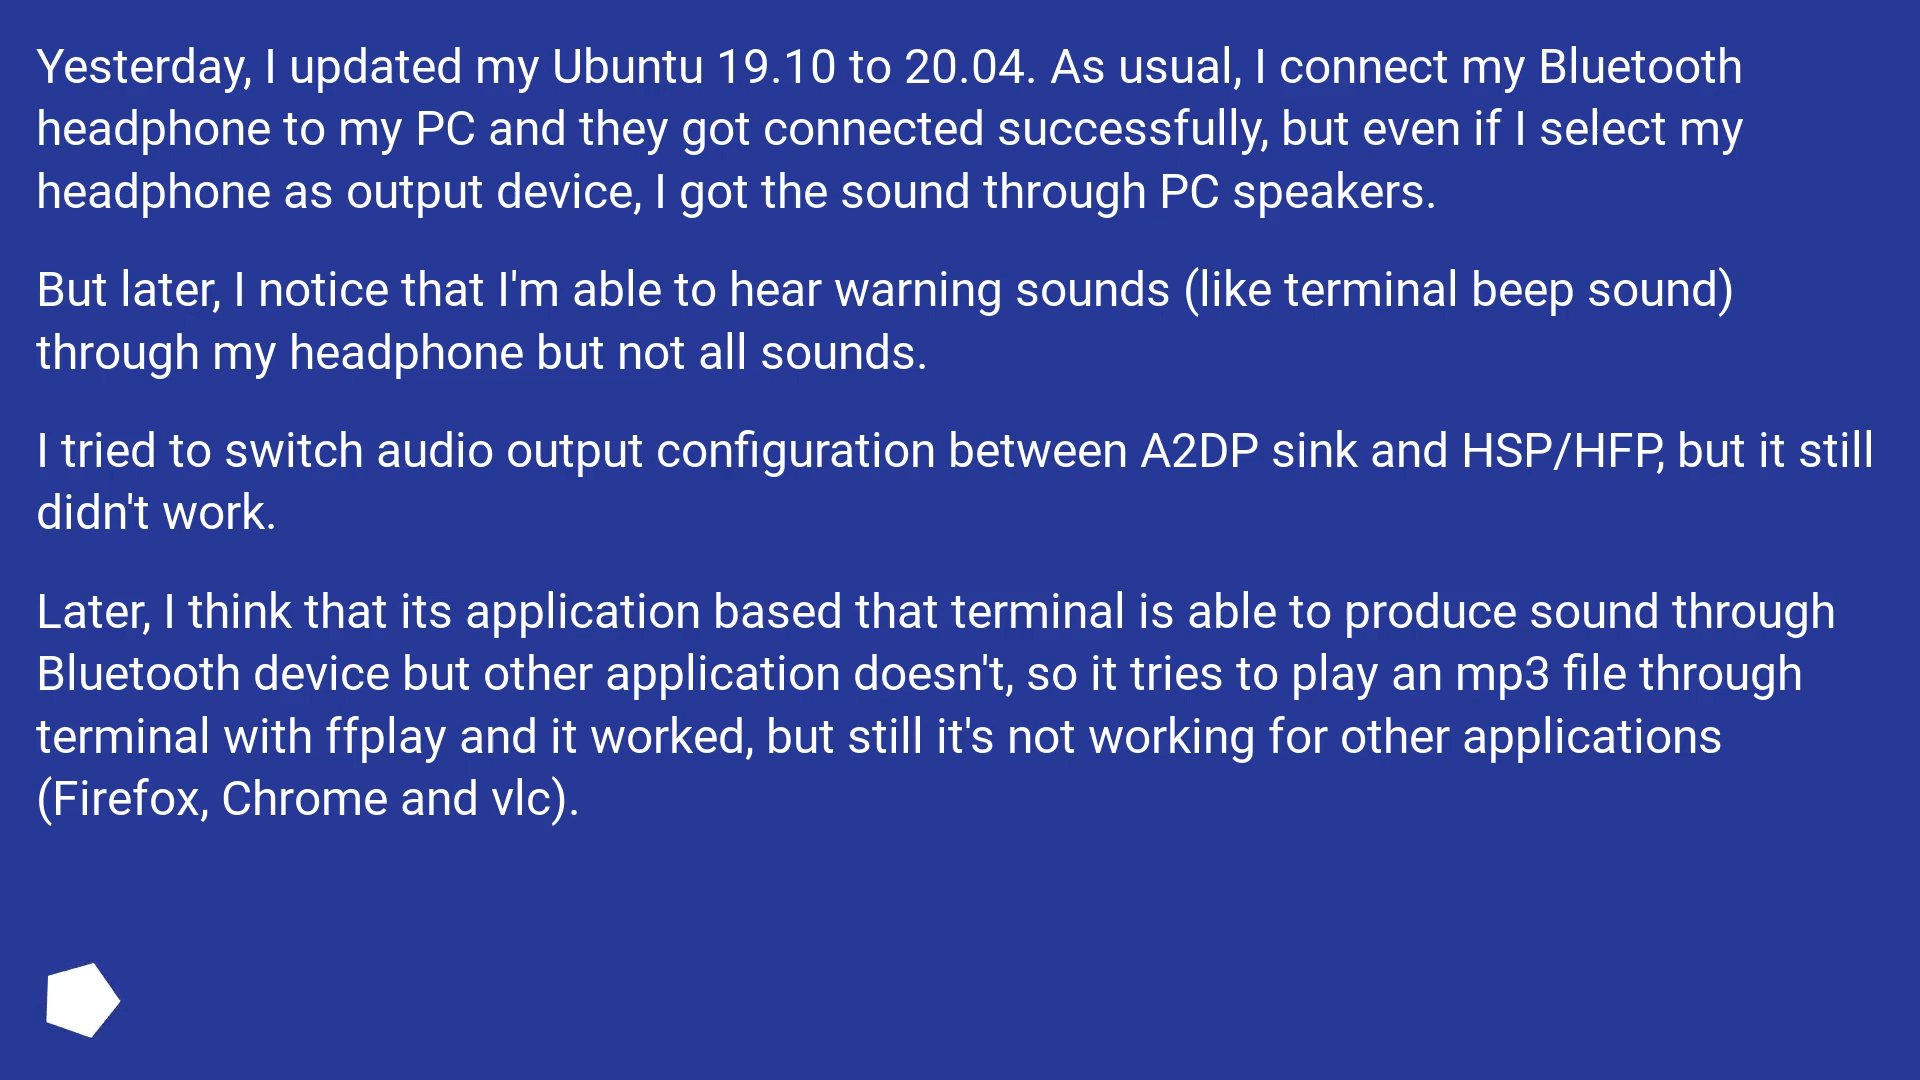 Yesterday, I updated my Ubuntu 19.10 to 20.04. As usual, I connect my Bluetooth
headphone to my PC and they got connected successfully, but even if I select my
headphone as output device, I got the sound through PC speakers.
But later, I notice that I'm able to hear warning sounds (like terminal beep sound)
through my headphone but not all sounds.
I tried to switch audio output configuration between A2DP sink and HSP/HFP, but it still
didn't work.
Later, I think that its application based that terminal is able to produce sound through
Bluetooth device but other application doesn't, so it tries to play an mp3 file through
terminal with ffplay and it worked, but still it's not working for other applications
(Firefox, Chrome and vlc).